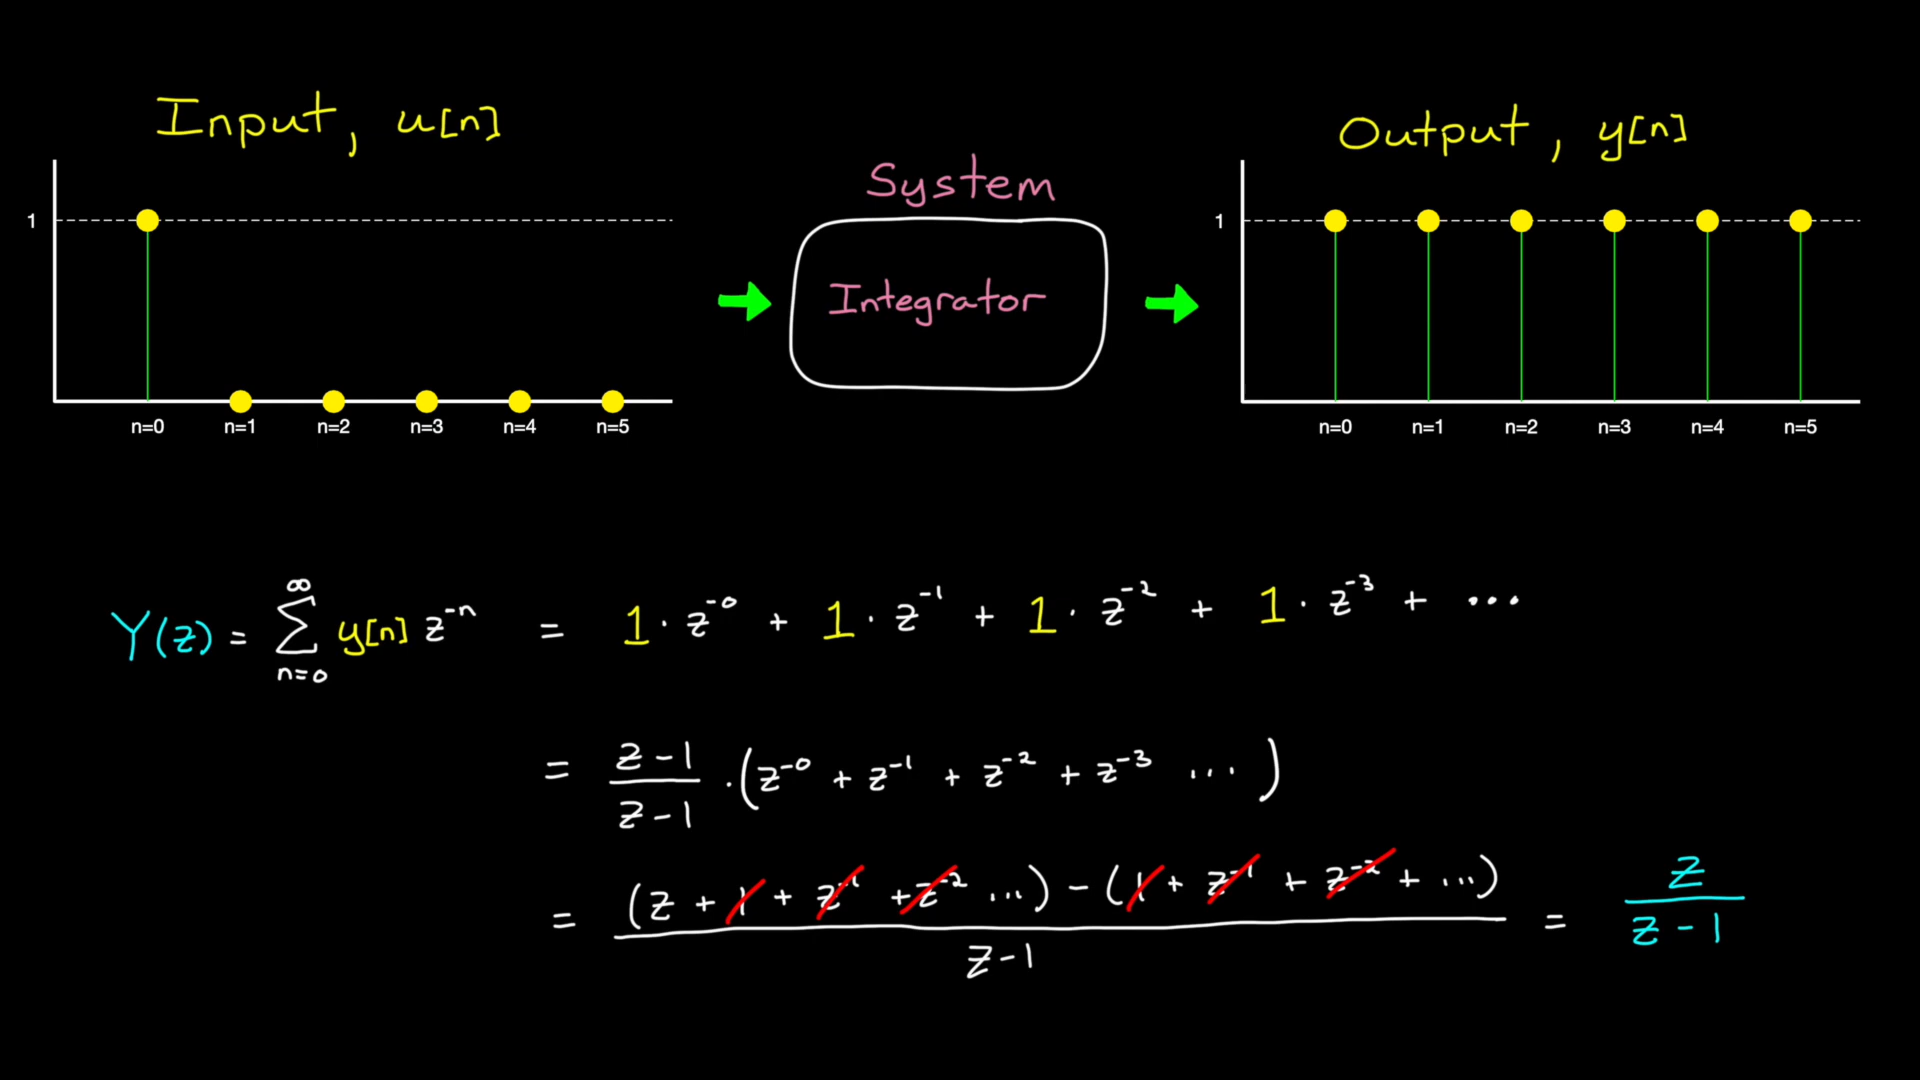 Input, u[n]
Output, y[n]
System
1
Integrator
1
n=0 n=1 n=2 n=3 n=4 n=5
n=0 n=1 n=2 n=3 n=4 n=5
Y(z) = ∑_{n=0}^{∞} y[n] z⁻ⁿ = 1·z⁻⁰ + 1·z⁻¹ + 1·z⁻² + 1·z⁻³ + ...
= (z-1)/(z-1) · (z⁻⁰ + z⁻¹ + z⁻² + z⁻³ ...)
= ((z + 1 + z⁻¹ + z⁻² ...) - (1 + z⁻¹ + z⁻² + ...))/(z-1) = z/(z-1)